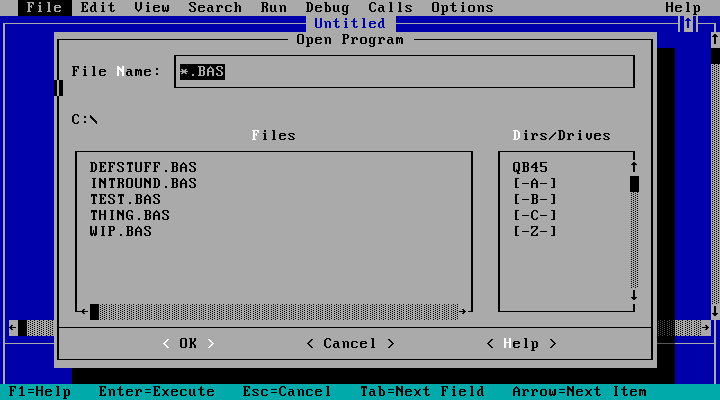 File Edit View Search Run Debug Calls Options Help
Untitled
Open Program
File Name: *.BAS
C:\
Files Dirs/Drives
DEFSTUFF.BAS QB45
INTROUND.BAS [-A-]
TEST.BAS [-B-]
THING.BAS [-C-]
WIP.BAS [-Z-]
< OK > < Cancel > < Help >
F1=Help Enter=Execute Esc=Cancel Tab=Next Field Arrow=Next Item